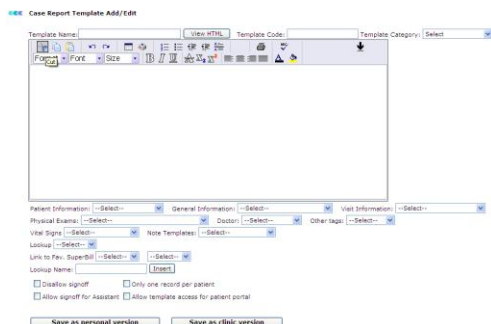 Case Report Template Add/Edit
Template Name: View HTML Template Code: Template Category: Select
Format Font Size B I U
Cut
Patient Information: --Select-- General Information: --Select-- Visit Information: --Select--
Physical Exams: --Select-- Doctor: --Select-- Other tags: --Select--
Vital Signs --Select-- Note Templates: --Select--
Lookup --Select--
Link to Fav. SuperBill --Select-- --Select--
Lookup Name: Insert
Disallow signoff Only one record per patient
Allow signoff for Assistant Allow template access for patient portal
Save as personal version Save as clinic version